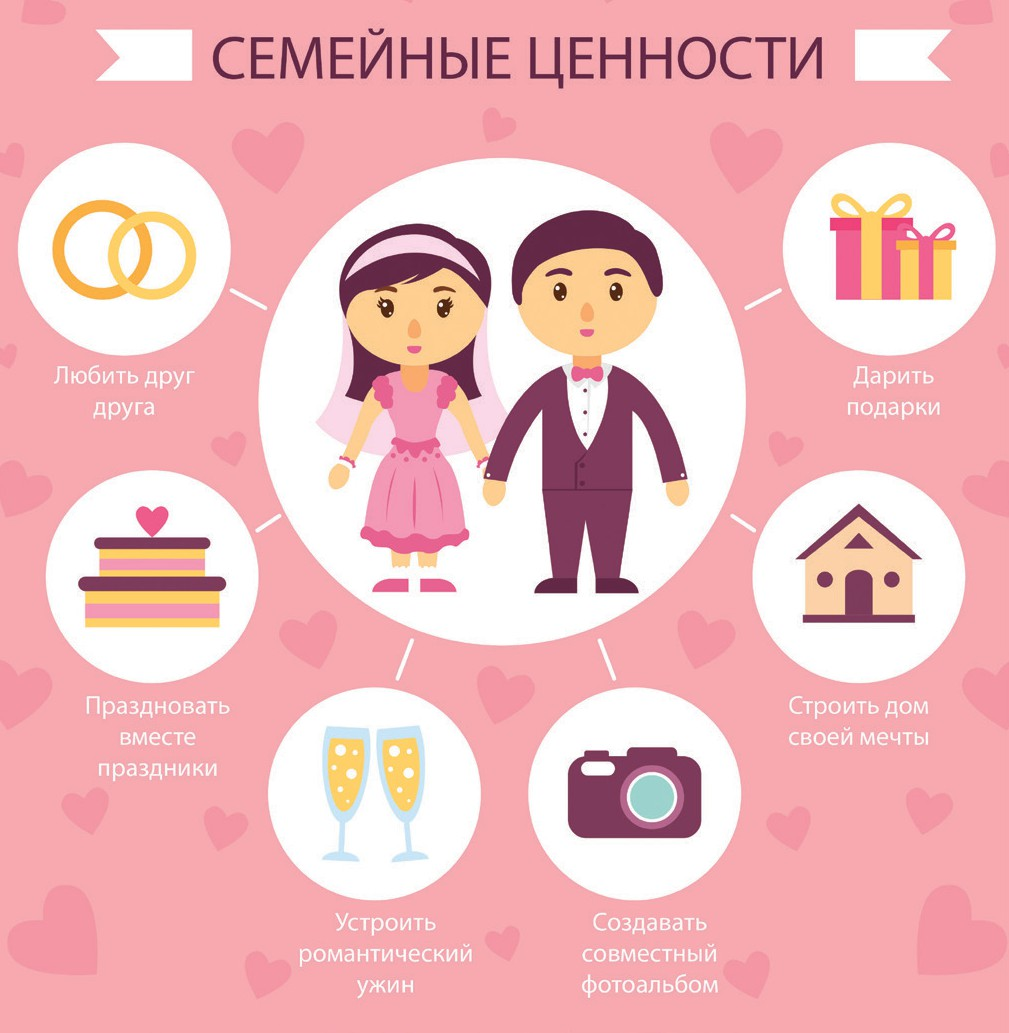 СЕМЕЙНЫЕ ЦЕННОСТИ
Любить друг
друга
Дарить
подарки
Праздновать
вместе
праздники
Строить дом
своей мечты
Устроить
романтический
ужин
Создавать
совместный
фотоальбом